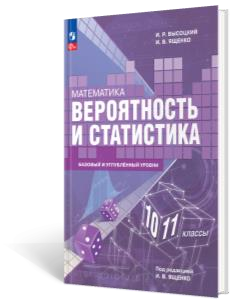 И. Р. ВЫСОЦКИЙ
И. В. ЯЩЕНКО
МАТЕМАТИКА
ВЕРОЯТНОСТЬ
И СТАТИСТИКА
БАЗОВЫЙ И УГЛУБЛЁННЫЙ УРОВНИ
10 11
КЛАССЫ
Под редакцией
И. В. ЯЩЕНКО